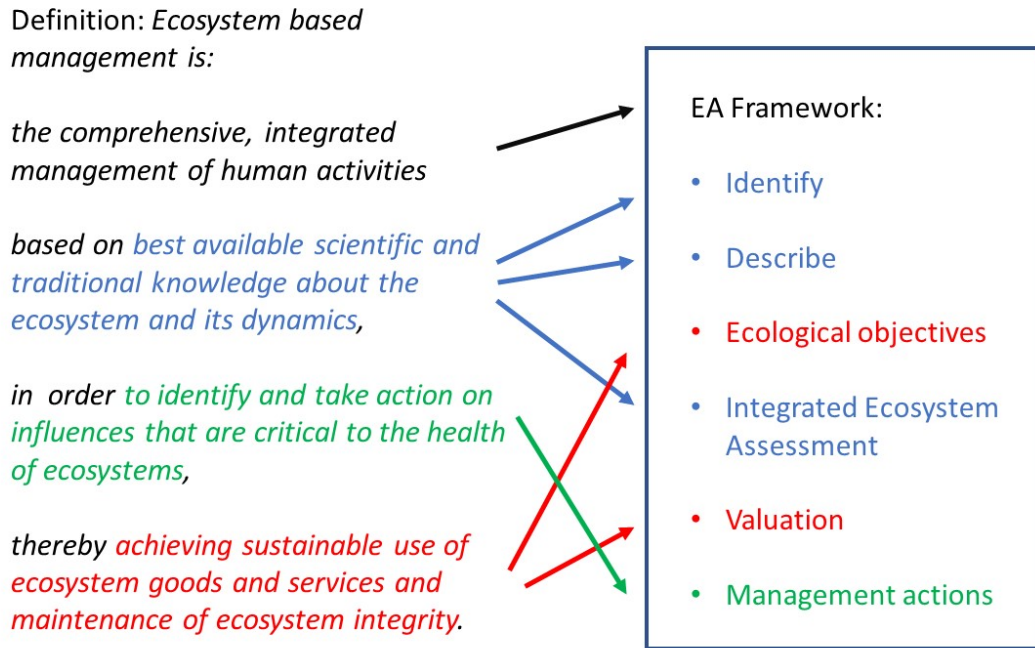 Definition: Ecosystem based
management is:
the comprehensive, integrated
management of human activities
based on best available scientific and
traditional knowledge about the
ecosystem and its dynamics,
in order to identify and take action on
influences that are critical to the health
of ecosystems,
thereby achieving sustainable use of
ecosystem goods and services and
maintenance of ecosystem integrity.
EA Framework:
• Identify
• Describe
• Ecological objectives
• Integrated Ecosystem
Assessment
• Valuation
• Management actions